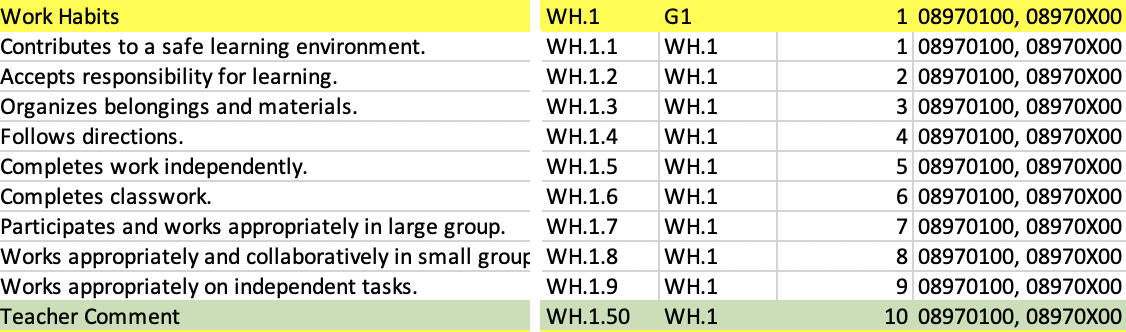 Work Habits WH.1 G1 1 08970100, 08970X00
Contributes to a safe learning environment. WH.1.1 WH.1 1 08970100, 08970X00
Accepts responsibility for learning. WH.1.2 WH.1 2 08970100, 08970X00
Organizes belongings and materials. WH.1.3 WH.1 3 08970100, 08970X00
Follows directions. WH.1.4 WH.1 4 08970100, 08970X00
Completes work independently. WH.1.5 WH.1 5 08970100, 08970X00
Completes classwork. WH.1.6 WH.1 6 08970100, 08970X00
Participates and works appropriately in large group. WH.1.7 WH.1 7 08970100, 08970X00
Works appropriately and collaboratively in small group WH.1.8 WH.1 8 08970100, 08970X00
Works appropriately on independent tasks. WH.1.9 WH.1 9 08970100, 08970X00
Teacher Comment WH.1.50 WH.1 10 08970100, 08970X00